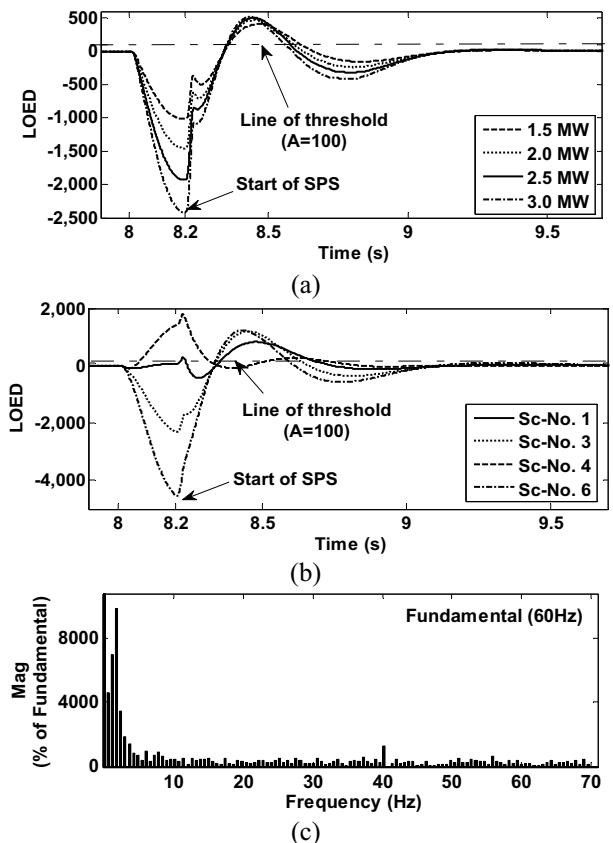 500
0
-500
-1,000
-1,500
-2,000
-2,500
LOED
Line of threshold
(A=100)
Start of SPS
1.5 MW
2.0 MW
2.5 MW
3.0 MW
8 8.2 8.5 9 9.5
Time (s)
(a)
2,000
0
-2,000
-4,000
LOED
Line of threshold
(A=100)
Start of SPS
Sc-No. 1
Sc-No. 3
Sc-No. 4
Sc-No. 6
8 8.2 8.5 9 9.5
Time (s)
(b)
Mag
(% of Fundamental)
8000
4000
0
Fundamental (60Hz)
10 20 30 40 50 60 70
Frequency (Hz)
(c)